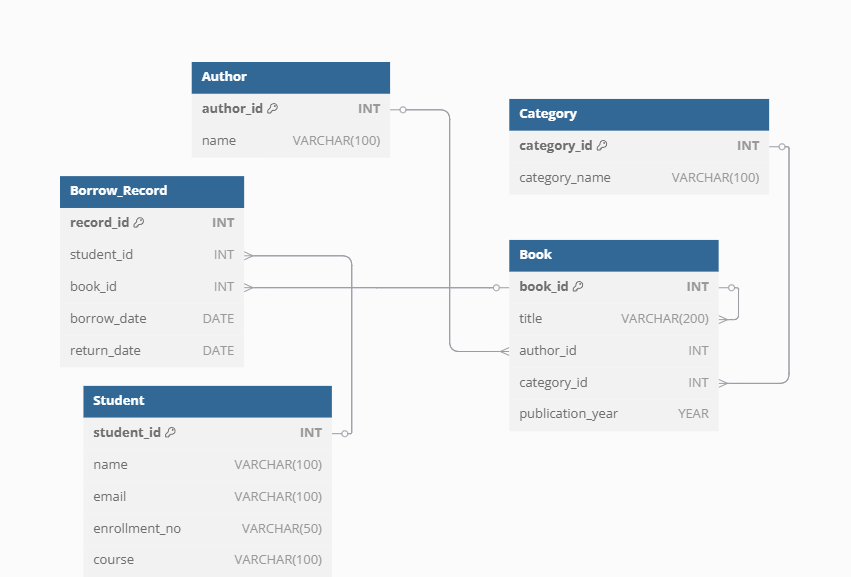 Author
author_id INT
name VARCHAR(100)
Category
category_id INT
category_name VARCHAR(100)
Borrow_Record
record_id INT
student_id INT
book_id INT
borrow_date DATE
return_date DATE
Book
book_id INT
title VARCHAR(200)
author_id INT
category_id INT
publication_year YEAR
Student
student_id INT
name VARCHAR(100)
email VARCHAR(100)
enrollment_no VARCHAR(50)
course VARCHAR(100)